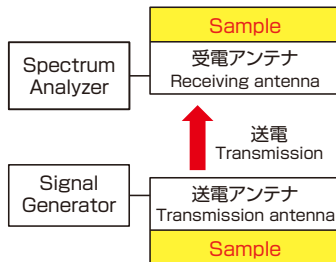 Sample
Spectrum
Analyzer
受電アンテナ
Receiving antenna
送電
Transmission
Signal
Generator
送電アンテナ
Transmission antenna
Sample